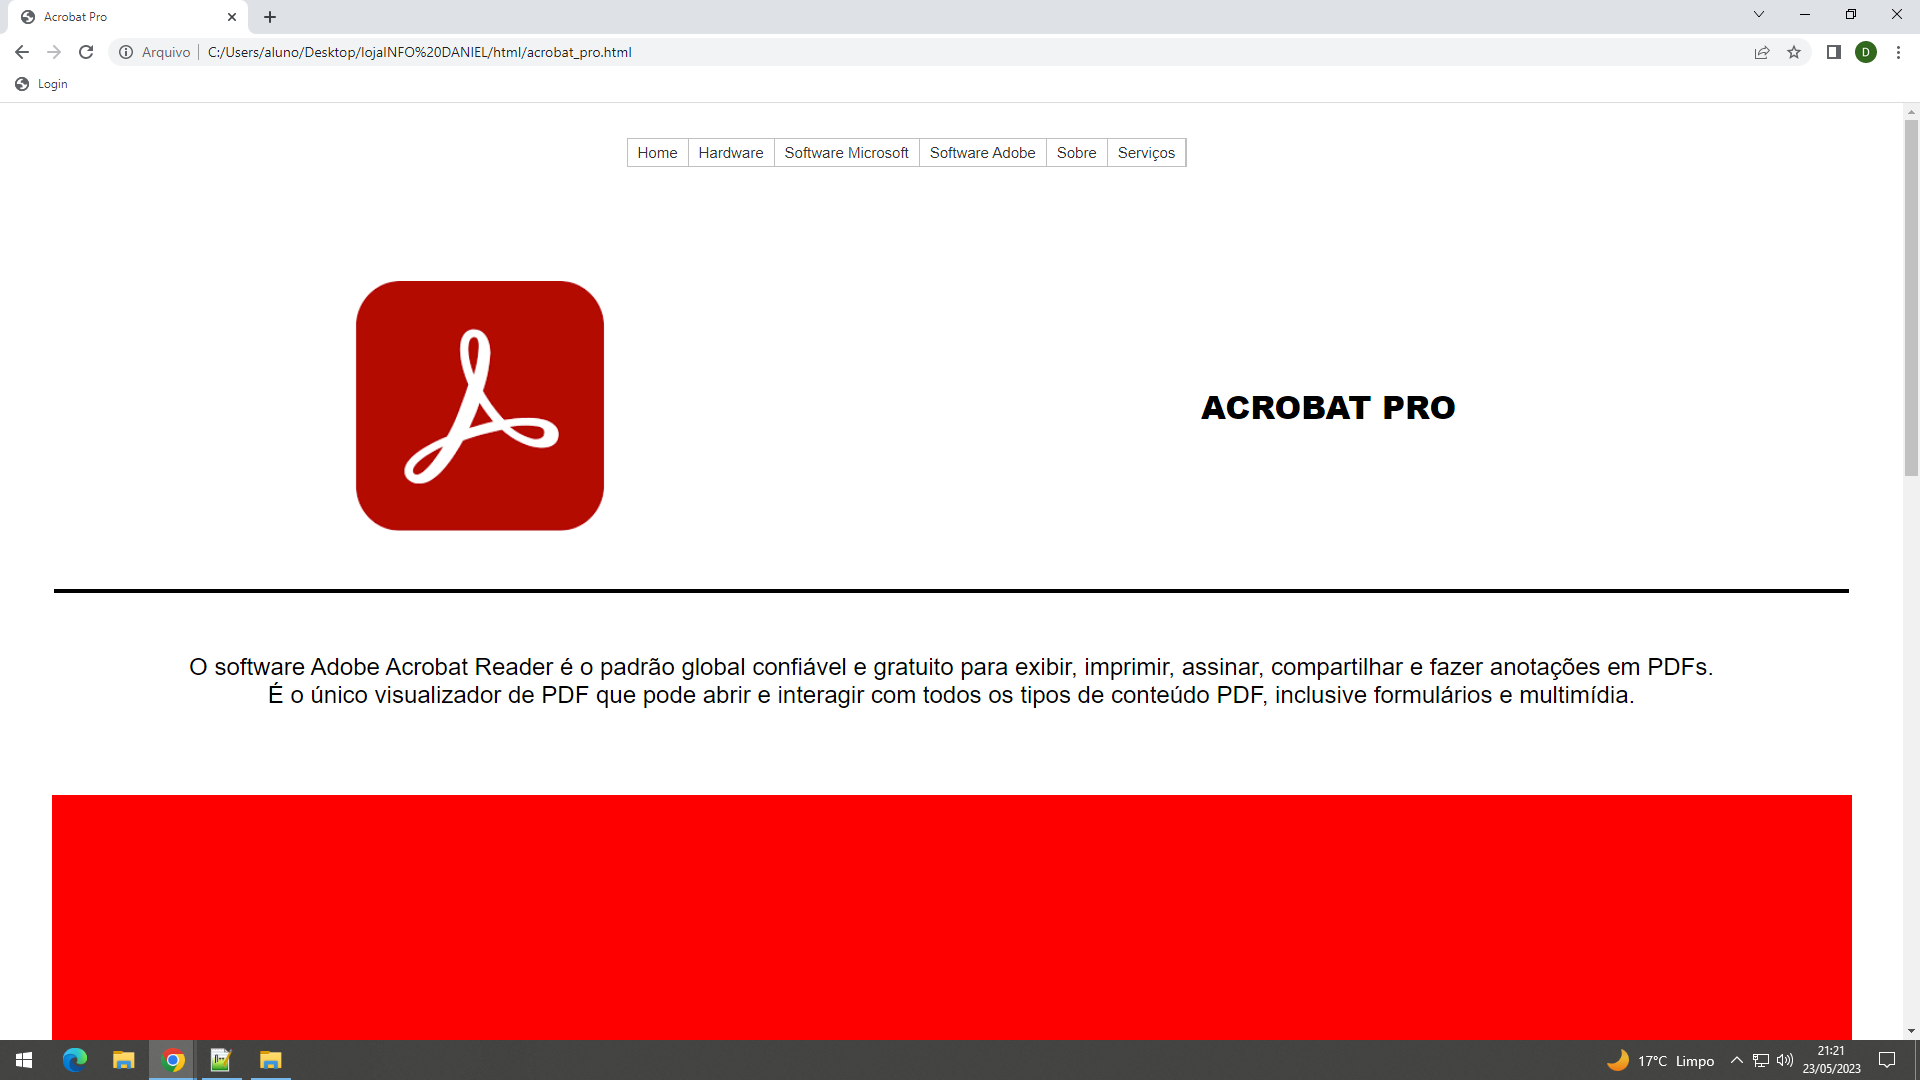 Acrobat Pro
Arquivo C:/Users/aluno/Desktop/lojaINFO%20DANIEL/html/acrobat_pro.html
D
Login
Home Hardware Software Microsoft Software Adobe Sobre Serviços
ACROBAT PRO
O software Adobe Acrobat Reader é o padrão global confiável e gratuito para exibir, imprimir, assinar, compartilhar e fazer anotações em PDFs.
É o único visualizador de PDF que pode abrir e interagir com todos os tipos de conteúdo PDF, inclusive formulários e multimídia.
17°C Limpo
21:21
23/05/2023